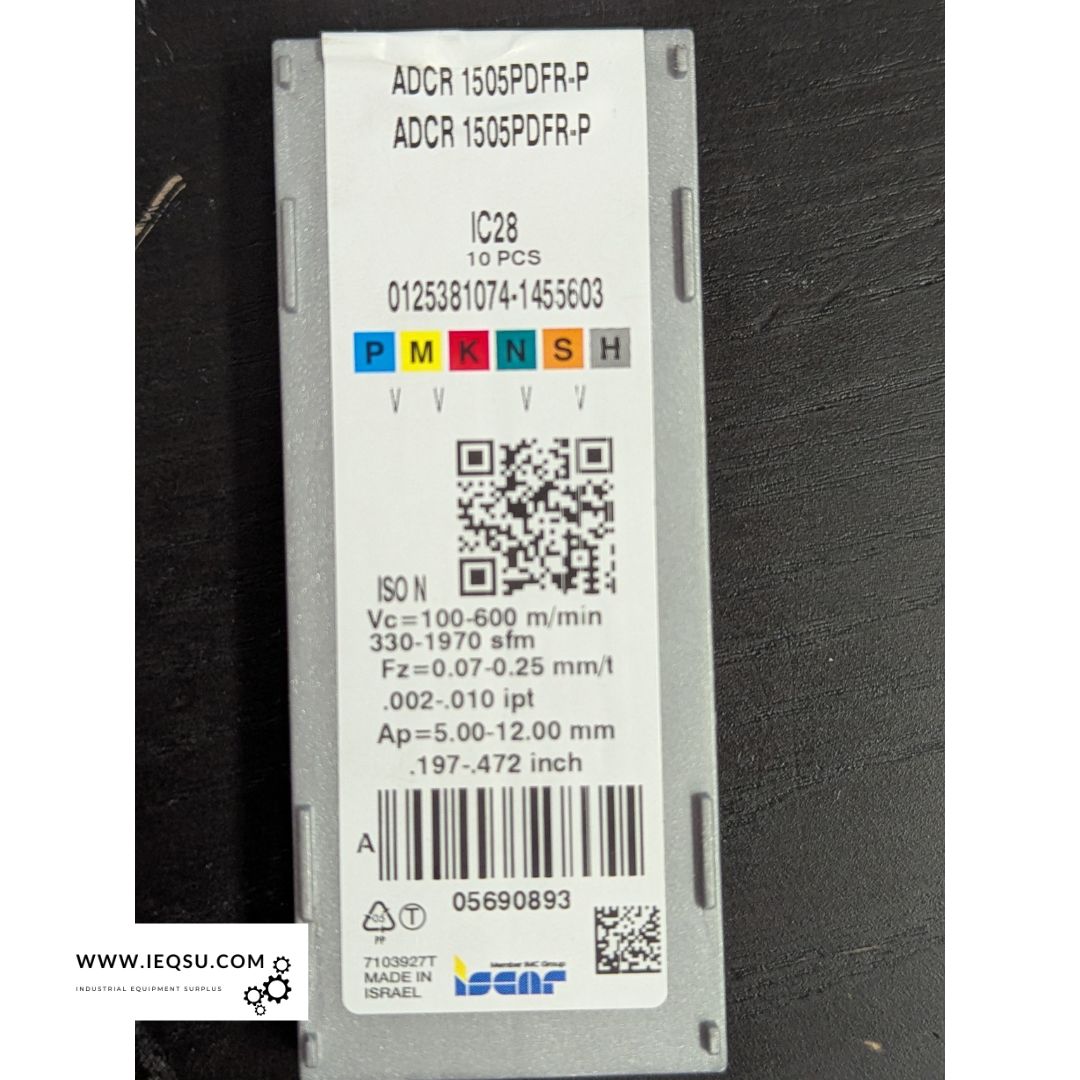 ADCR 1505PDFR-P
ADCR 1505PDFR-P
IC28
10 PCS
0125381074-1455603
P M K N S H
V V V V
ISO N
Vc=100-600 m/min
330-1970 sfm
Fz=0.07-0.25 mm/t
.002-.010 ipt
Ap=5.00-12.00 mm
.197-.472 inch
A
05690893
05
T
PP
7103927T
MADE IN
ISRAEL
Member IMC Group
iscar
WWW.IEQSU.COM
INDUSTRIAL EQUIPMENT SURPLUS